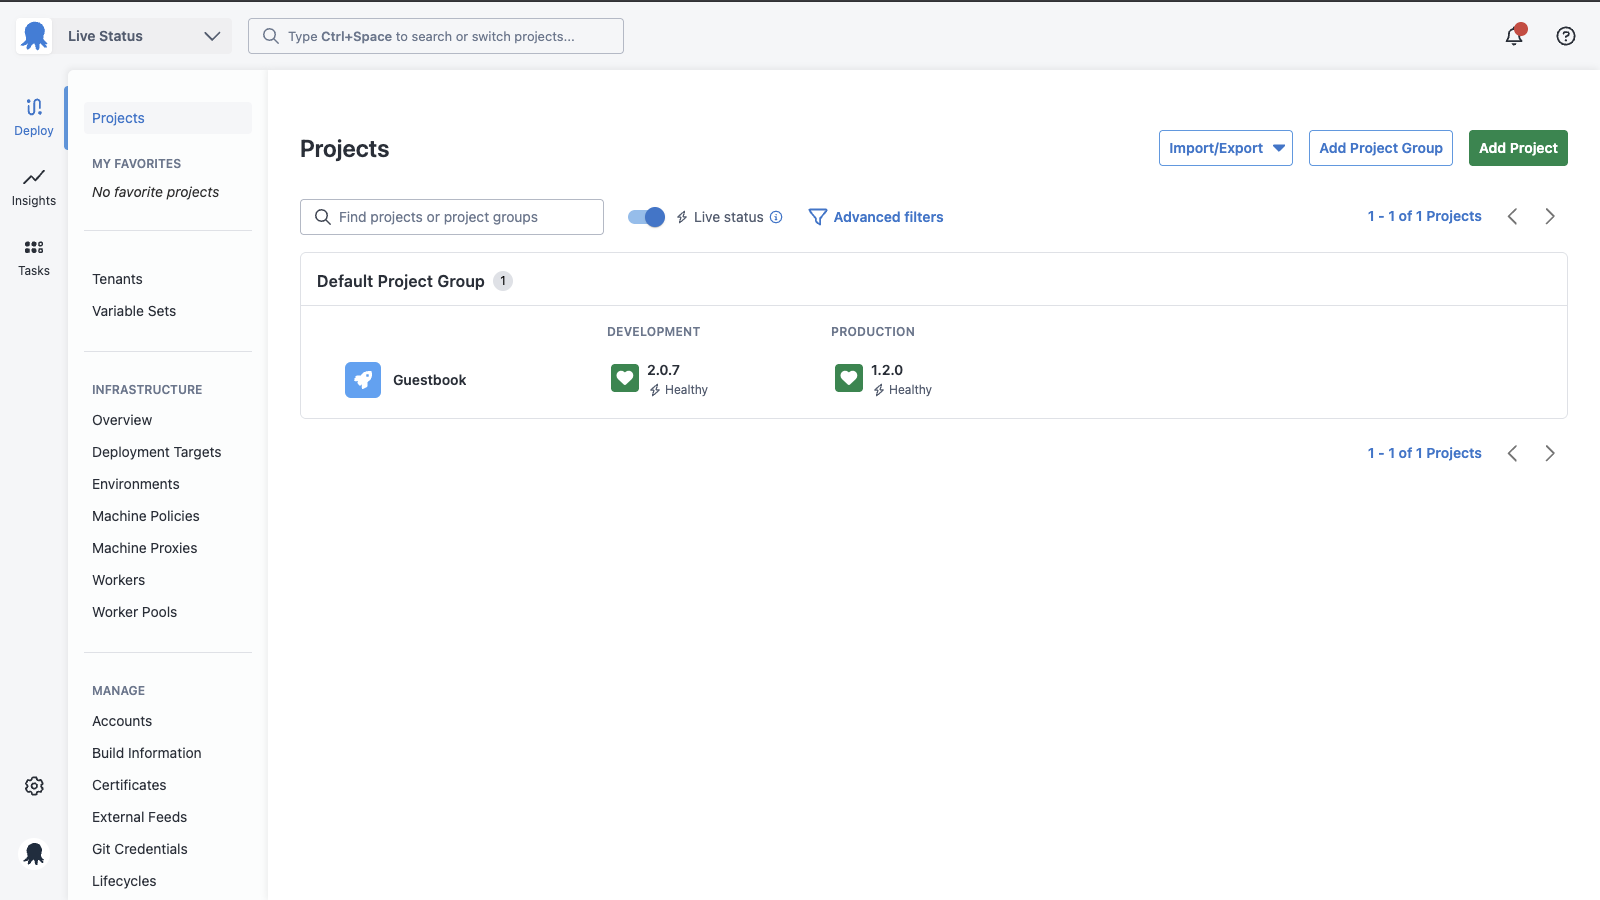 Live Status
Type Ctrl+Space to search or switch projects...
Deploy
Insights
Tasks
Projects
MY FAVORITES
No favorite projects
Tenants
Variable Sets
INFRASTRUCTURE
Overview
Deployment Targets
Environments
Machine Policies
Machine Proxies
Workers
Worker Pools
MANAGE
Accounts
Build Information
Certificates
External Feeds
Git Credentials
Lifecycles
Projects
Import/Export
Add Project Group
Add Project
Find projects or project groups
Live status
Advanced filters
1 - 1 of 1 Projects
Default Project Group 1
DEVELOPMENT PRODUCTION
Guestbook
2.0.7
Healthy
1.2.0
Healthy
1 - 1 of 1 Projects